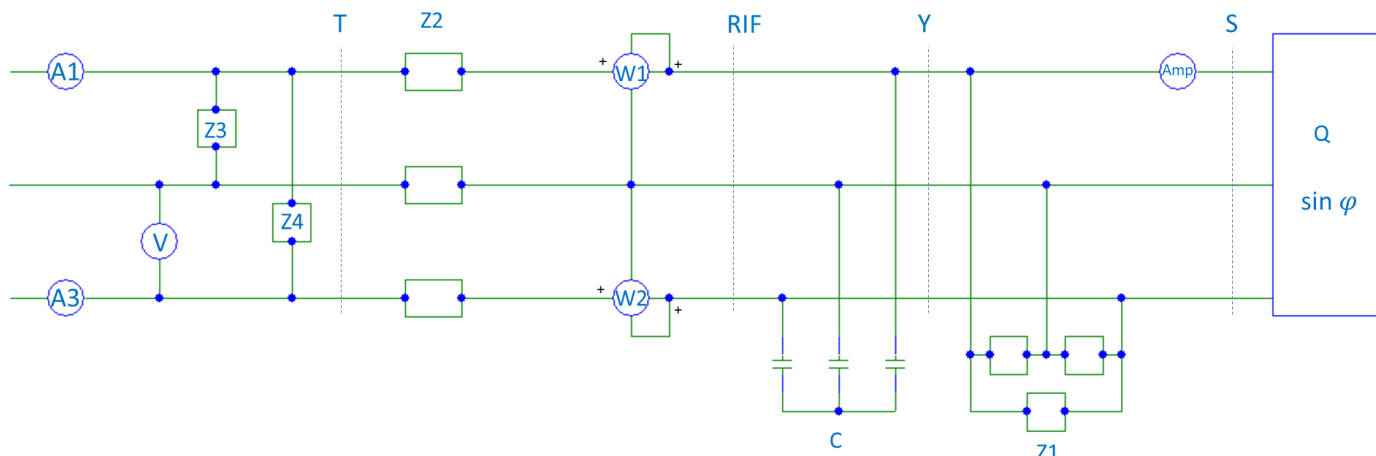 T
Z2
RIF
Y
S
A1
+
W1
+
Amp
Z3
Q
sin φ
Z4
V
A3
+
W2
+
C
Z1